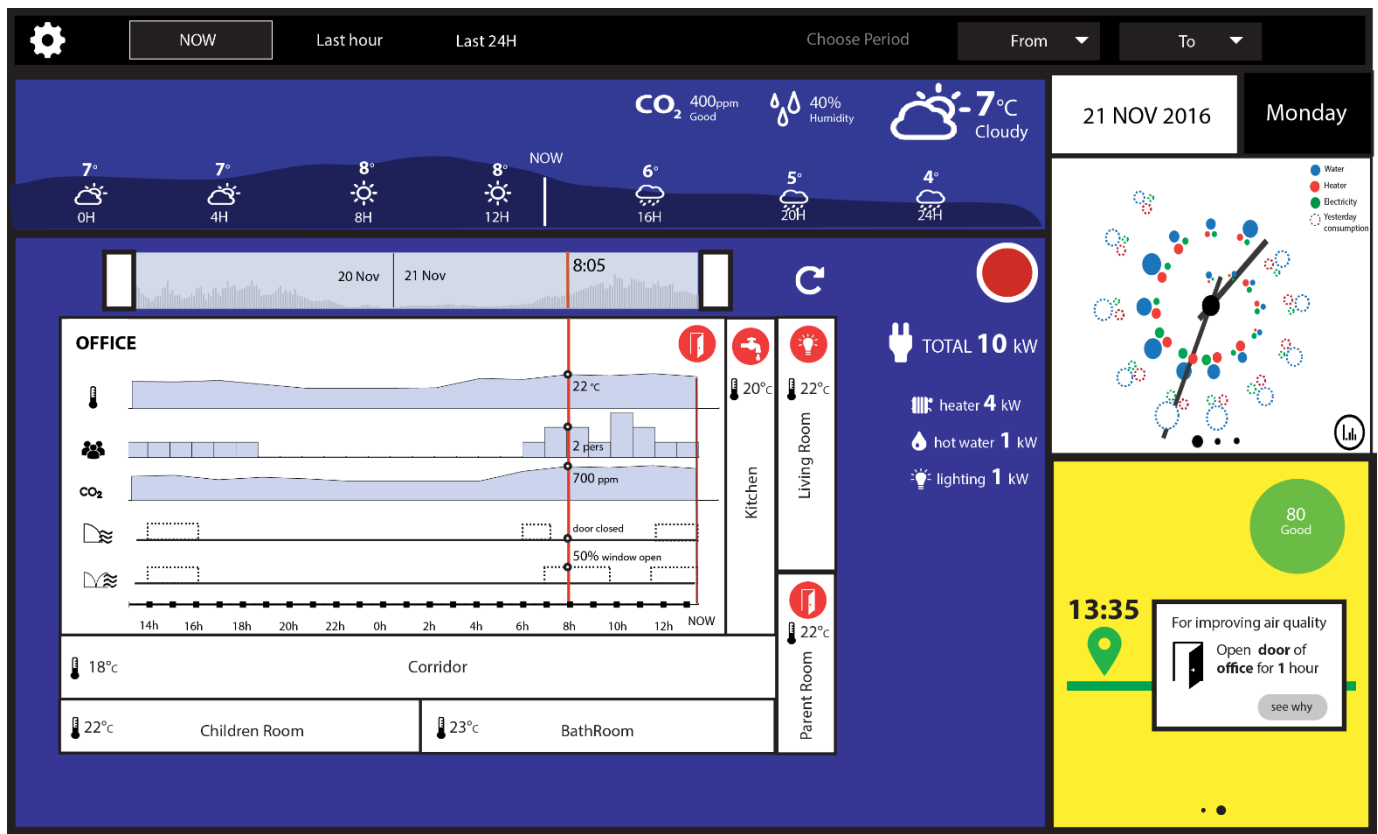 NOW Last hour Last 24H Choose Period From To
CO2 400ppm Good
40% Humidity
-7°C
Cloudy
21 NOV 2016 Monday
NOW
7° 7° 8° 8° 6° 5° 4°
0H 4H 8H 12H 16H 20H 24H
Water
Heater
Electricity
Yesterday
consumption
20 Nov 21 Nov 8:05
OFFICE
22 °C
2 pers
CO2 700 ppm
door closed
50% window open
14h 16h 18h 20h 22h 0h 2h 4h 6h 8h 10h 12h NOW
20°C
Kitchen
22°C
Living Room
22°C
Parent Room
18°C Corridor
22°C Children Room
23°C BathRoom
TOTAL 10 kW
heater 4 kW
hot water 1 kW
lighting 1 kW
80
Good
13:35
For improving air quality
Open door of
office for 1 hour
see why